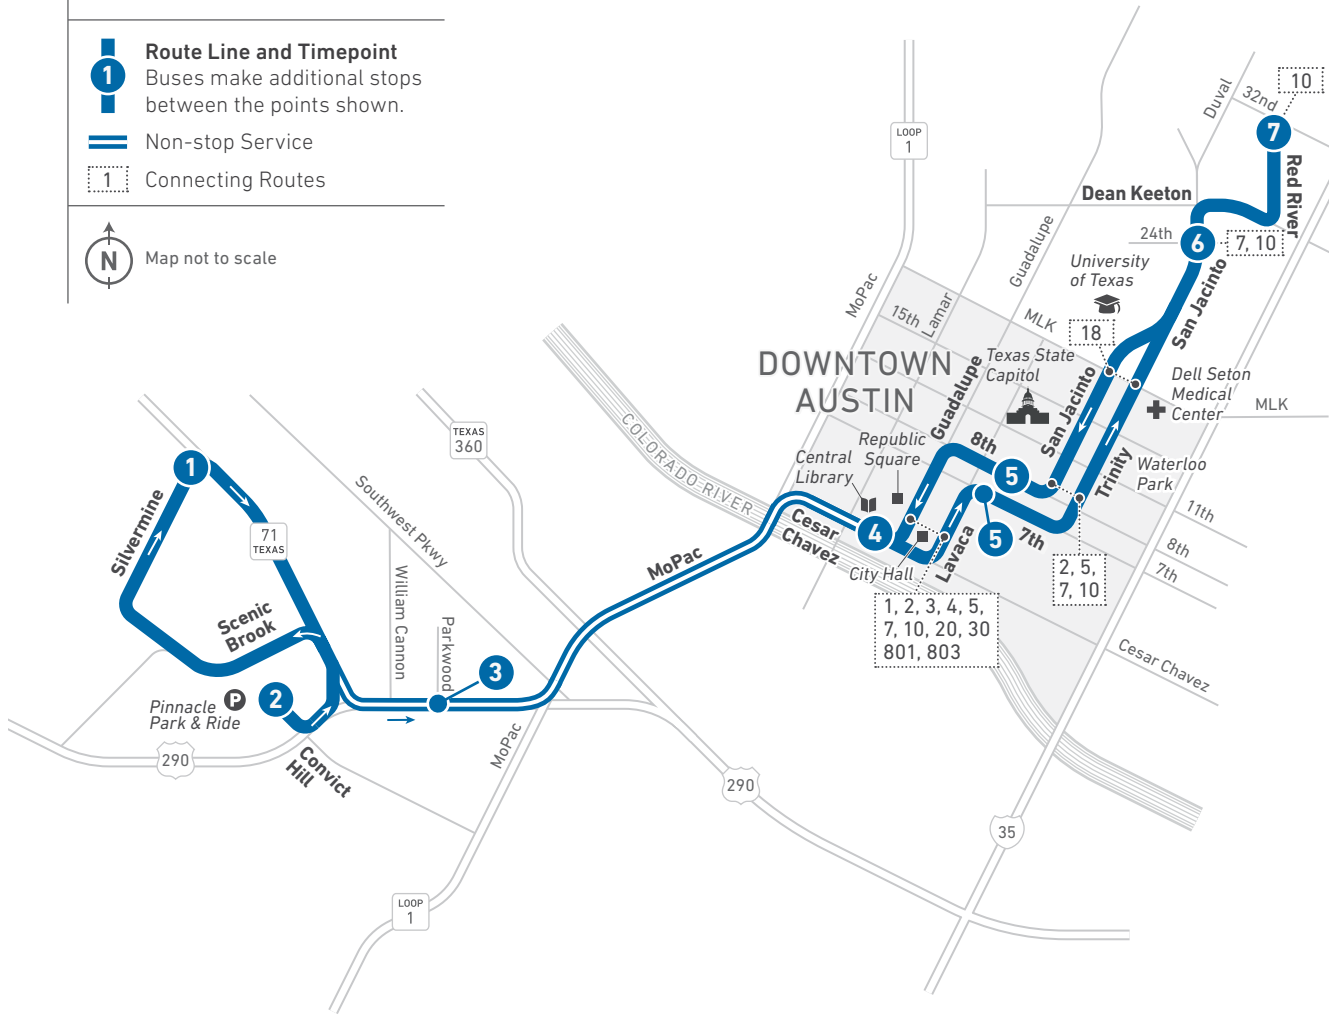 Route Line and Timepoint
1
Buses make additional stops
between the points shown.
Non-stop Service
1
Connecting Routes
N
Map not to scale
10
32nd
Duval
7
Red River
LOOP
1
Dean Keeton
24th
6
7, 10
University
of Texas
Guadalupe
San Jacinto
MoPac
Lamar
15th
MLK
18
DOWNTOWN
AUSTIN
Texas State
Capitol
Guadalupe
San Jacinto
Dell Seton
Medical
Center
MLK
TEXAS
360
COLORADO RIVER
Republic
Square
Central
Library
8th
5
Trinity
Waterloo
Park
11th
1
Silvermine
71
TEXAS
Southwest Pkwy
4
Cesar
Chavez
City Hall
Lavaca
5
7th
8th
7th
2, 5,
7, 10
MoPac
William Cannon
Parkwood
Scenic
Brook
1, 2, 3, 4, 5,
7, 10, 20, 30
801, 803
Cesar Chavez
3
2
P
Pinnacle
Park & Ride
290
Convict
Hill
MoPac
290
35
LOOP
1